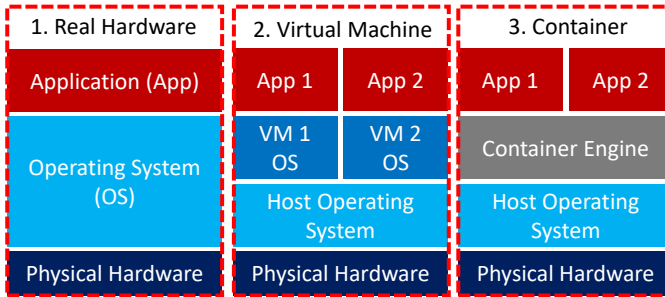 1. Real Hardware
Application (App)
Operating System
(OS)
Physical Hardware
2. Virtual Machine
App 1
App 2
VM 1
OS
VM 2
OS
Host Operating
System
Physical Hardware
3. Container
App 1
App 2
Container Engine
Host Operating
System
Physical Hardware